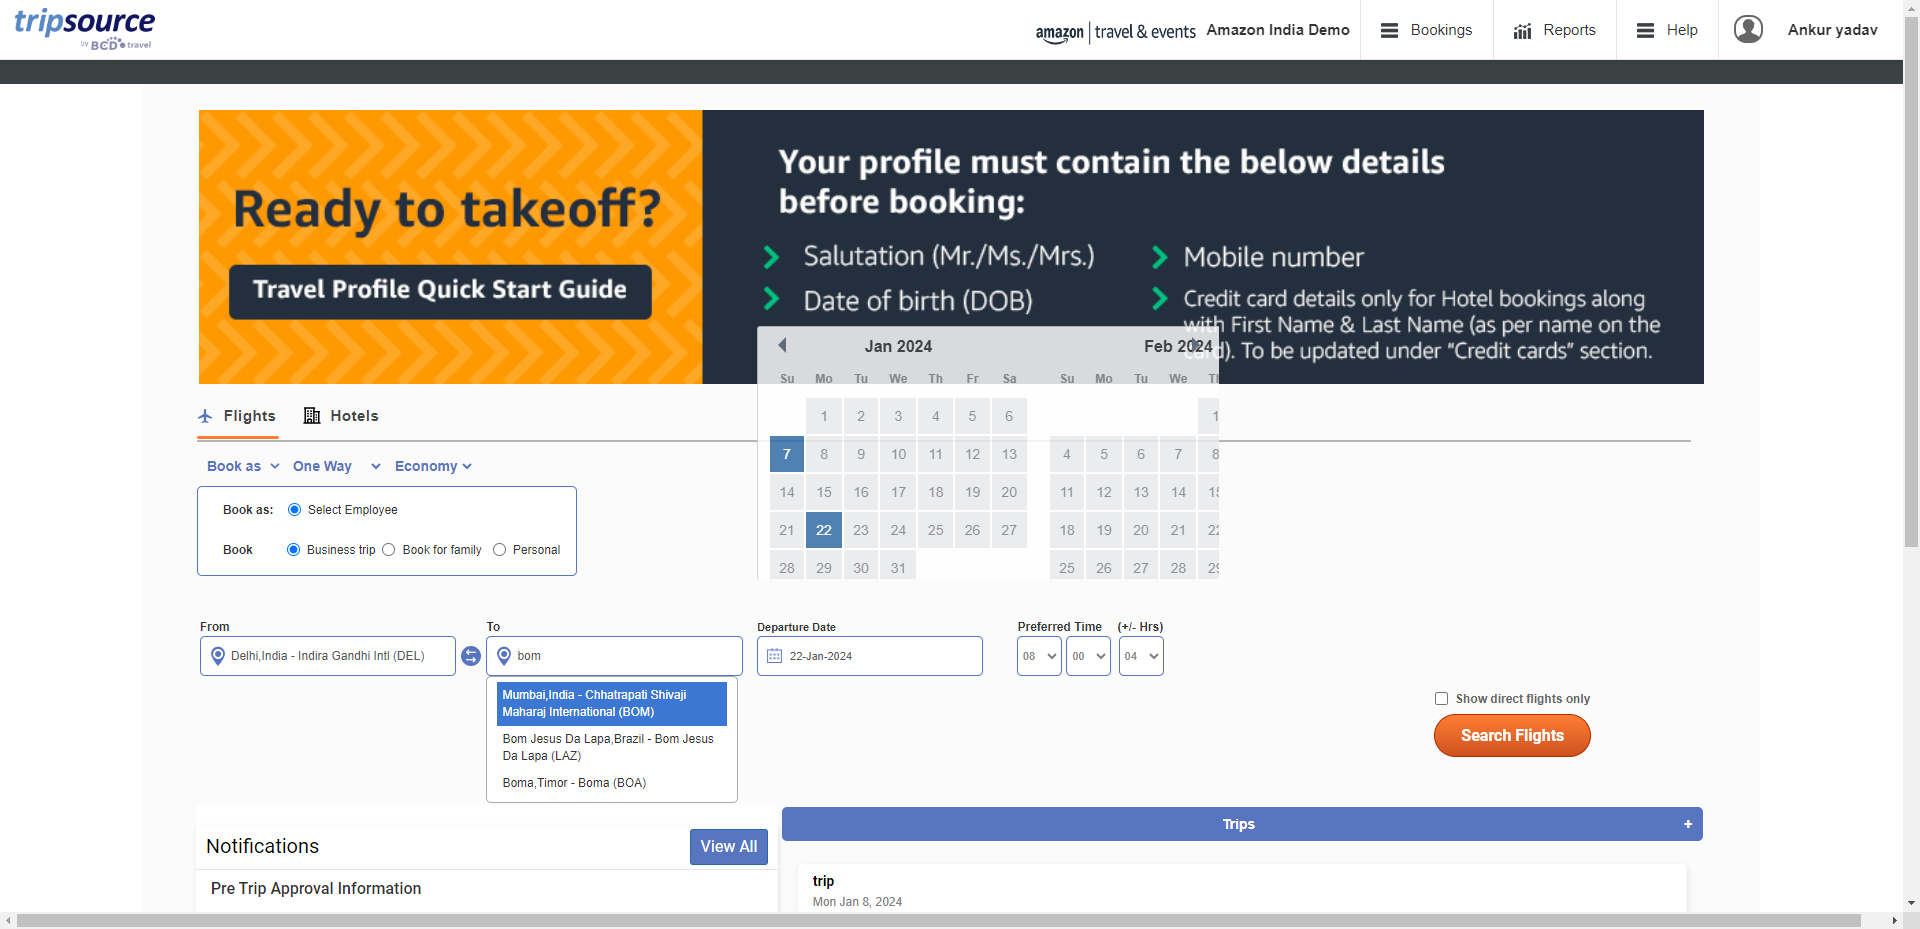 tripsource
by BCD travel
amazon | travel & events Amazon India Demo
Bookings
Reports
Help
Ankur yadav
Ready to takeoff?
Travel Profile Quick Start Guide
Your profile must contain the below details
before booking:
Salutation (Mr./Ms./Mrs.)
Date of birth (DOB)
Mobile number
Credit card details only for Hotel bookings along
with First Name & Last Name (as per name on the
card). To be updated under “Credit cards” section.
Jan 2024
Su Mo Tu We Th Fr Sa
1 2 3 4 5 6
7 8 9 10 11 12 13
14 15 16 17 18 19 20
21 22 23 24 25 26 27
28 29 30 31
Feb 2024
Su Mo Tu We
1
4 5 6 7 8
11 12 13 14
18 19 20 21
25 26 27 28
Flights
Hotels
Book as One Way Economy
Book as: Select Employee
Book Business trip Book for family Personal
From
Delhi,India - Indira Gandhi Intl (DEL)
To
bom
Mumbai,India - Chhatrapati Shivaji
Maharaj International (BOM)
Bom Jesus Da Lapa,Brazil - Bom Jesus
Da Lapa (LAZ)
Boma,Timor - Boma (BOA)
Departure Date
22-Jan-2024
Preferred Time (+/- Hrs)
08 00 04
Show direct flights only
Search Flights
Notifications
View All
Pre Trip Approval Information
Trips +
trip
Mon Jan 8, 2024